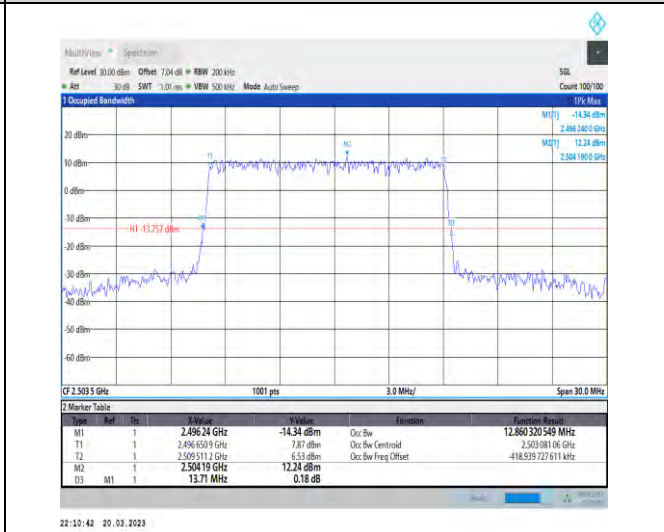 MultiView Spectrum
Ref Level 30.00 dBm Offset 7.04 dB RBW 200 kHz SGL
Att 30 dB SWT 1.01 ms VBW 500 kHz Mode Auto Sweep Count 100/100
1 Occupied Bandwidth 1Pk Max
M1[1] -14.34 dBm
2.496 240 0 GHz
20 dBm M2[1] 12.24 dBm
2.504 190 0 GHz
M2
T1
10 dBm
0 dBm
-10 dBm
H1 -13.757 dBm
D3
-20 dBm
-30 dBm
-40 dBm
-50 dBm
-60 dBm
CF 2.503 5 GHz 1001 pts 3.0 MHz/ Span 30.0 MHz
2 Marker Table
Type Ref Trc X-Value Y-Value Function Function Result
M1 1 2.496 24 GHz -14.34 dBm Occ Bw 12.860 320 549 MHz
T1 1 2.496 650 9 GHz 7.87 dBm Occ Bw Centroid 2.503 081 06 GHz
T2 1 2.509 511 2 GHz 6.53 dBm Occ Bw Freq Offset -418.939 727 611 kHz
M2 1 2.504 19 GHz 12.24 dBm
D3 M1 1 13.71 MHz 0.18 dB
22:10:42 20.03.2023